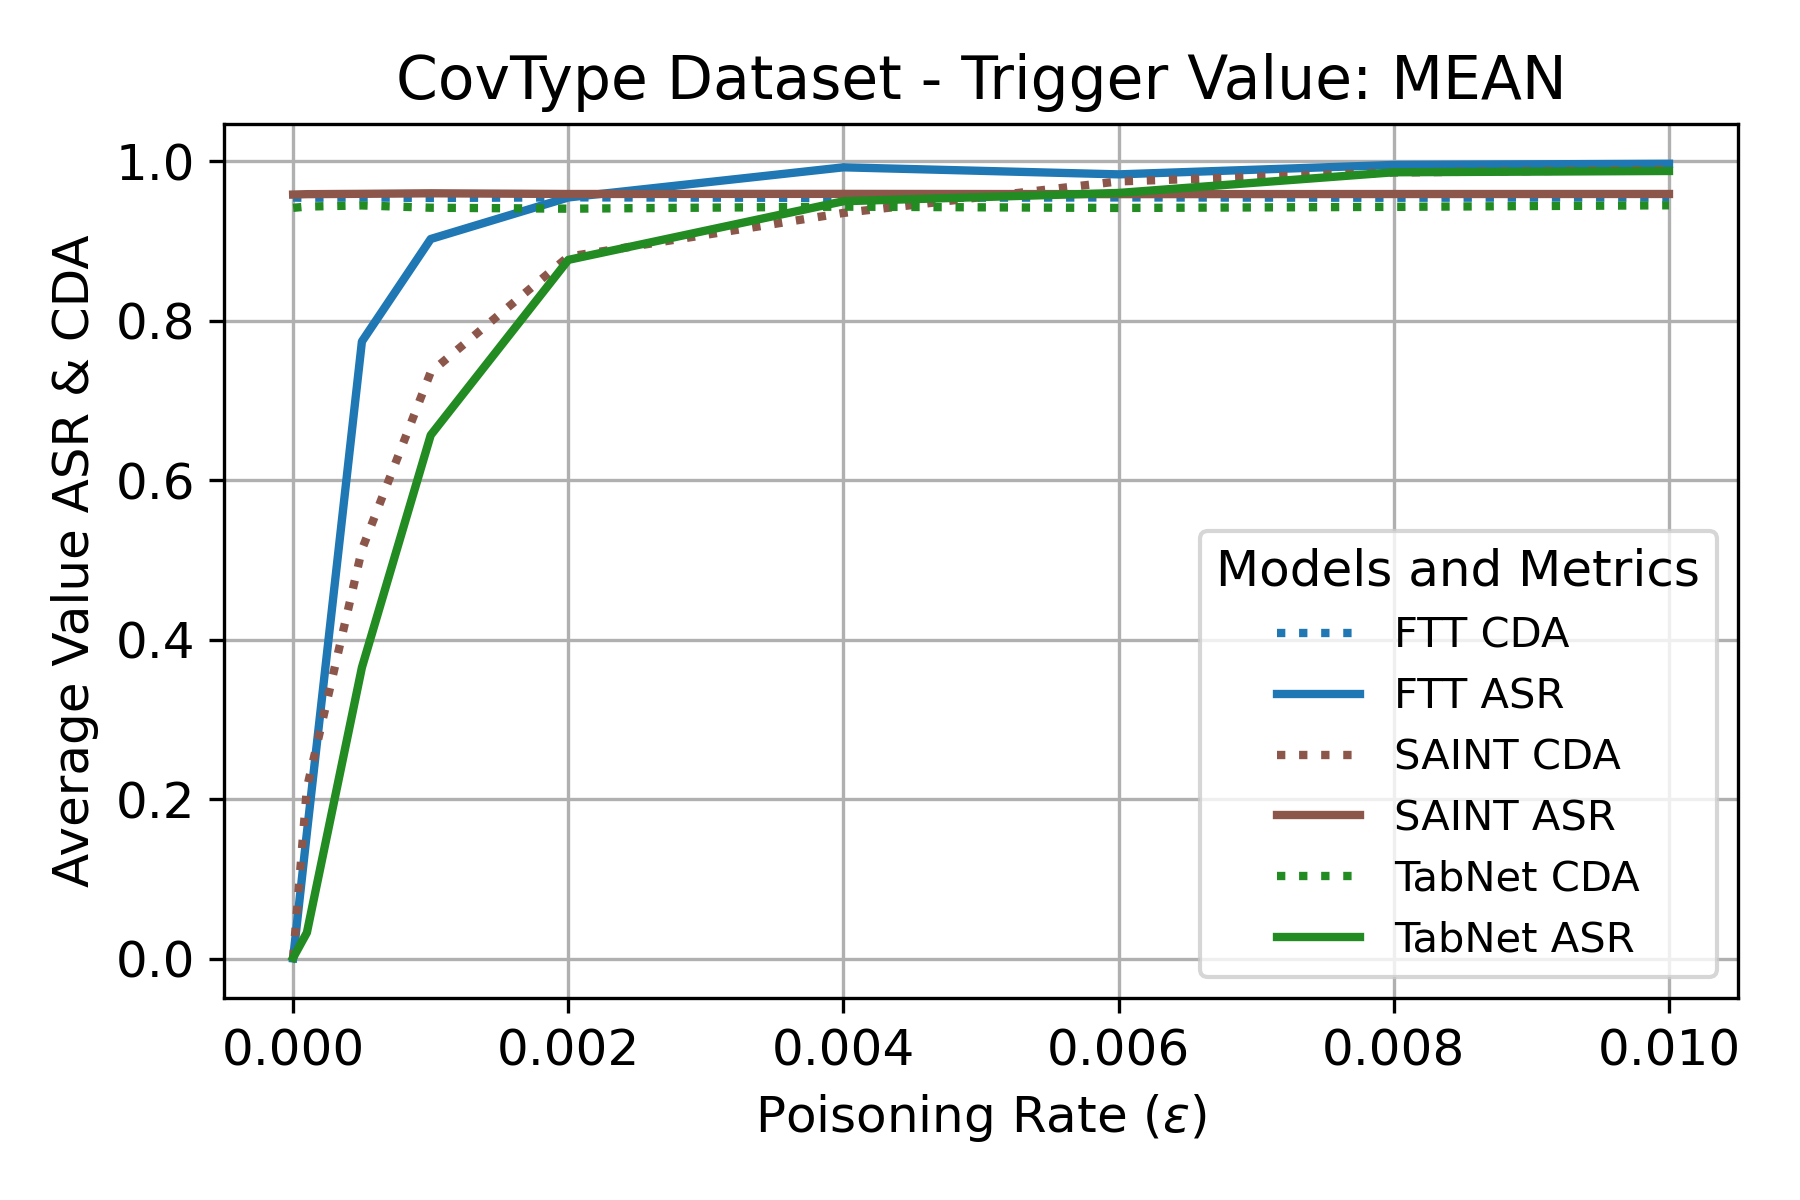 CovType Dataset - Trigger Value: MEAN
Average Value ASR & CDA
1.0
0.8
0.6
0.4
0.2
0.0
Models and Metrics
FTT CDA
FTT ASR
SAINT CDA
SAINT ASR
TabNet CDA
TabNet ASR
0.000 0.002 0.004 0.006 0.008 0.010
Poisoning Rate (ε)